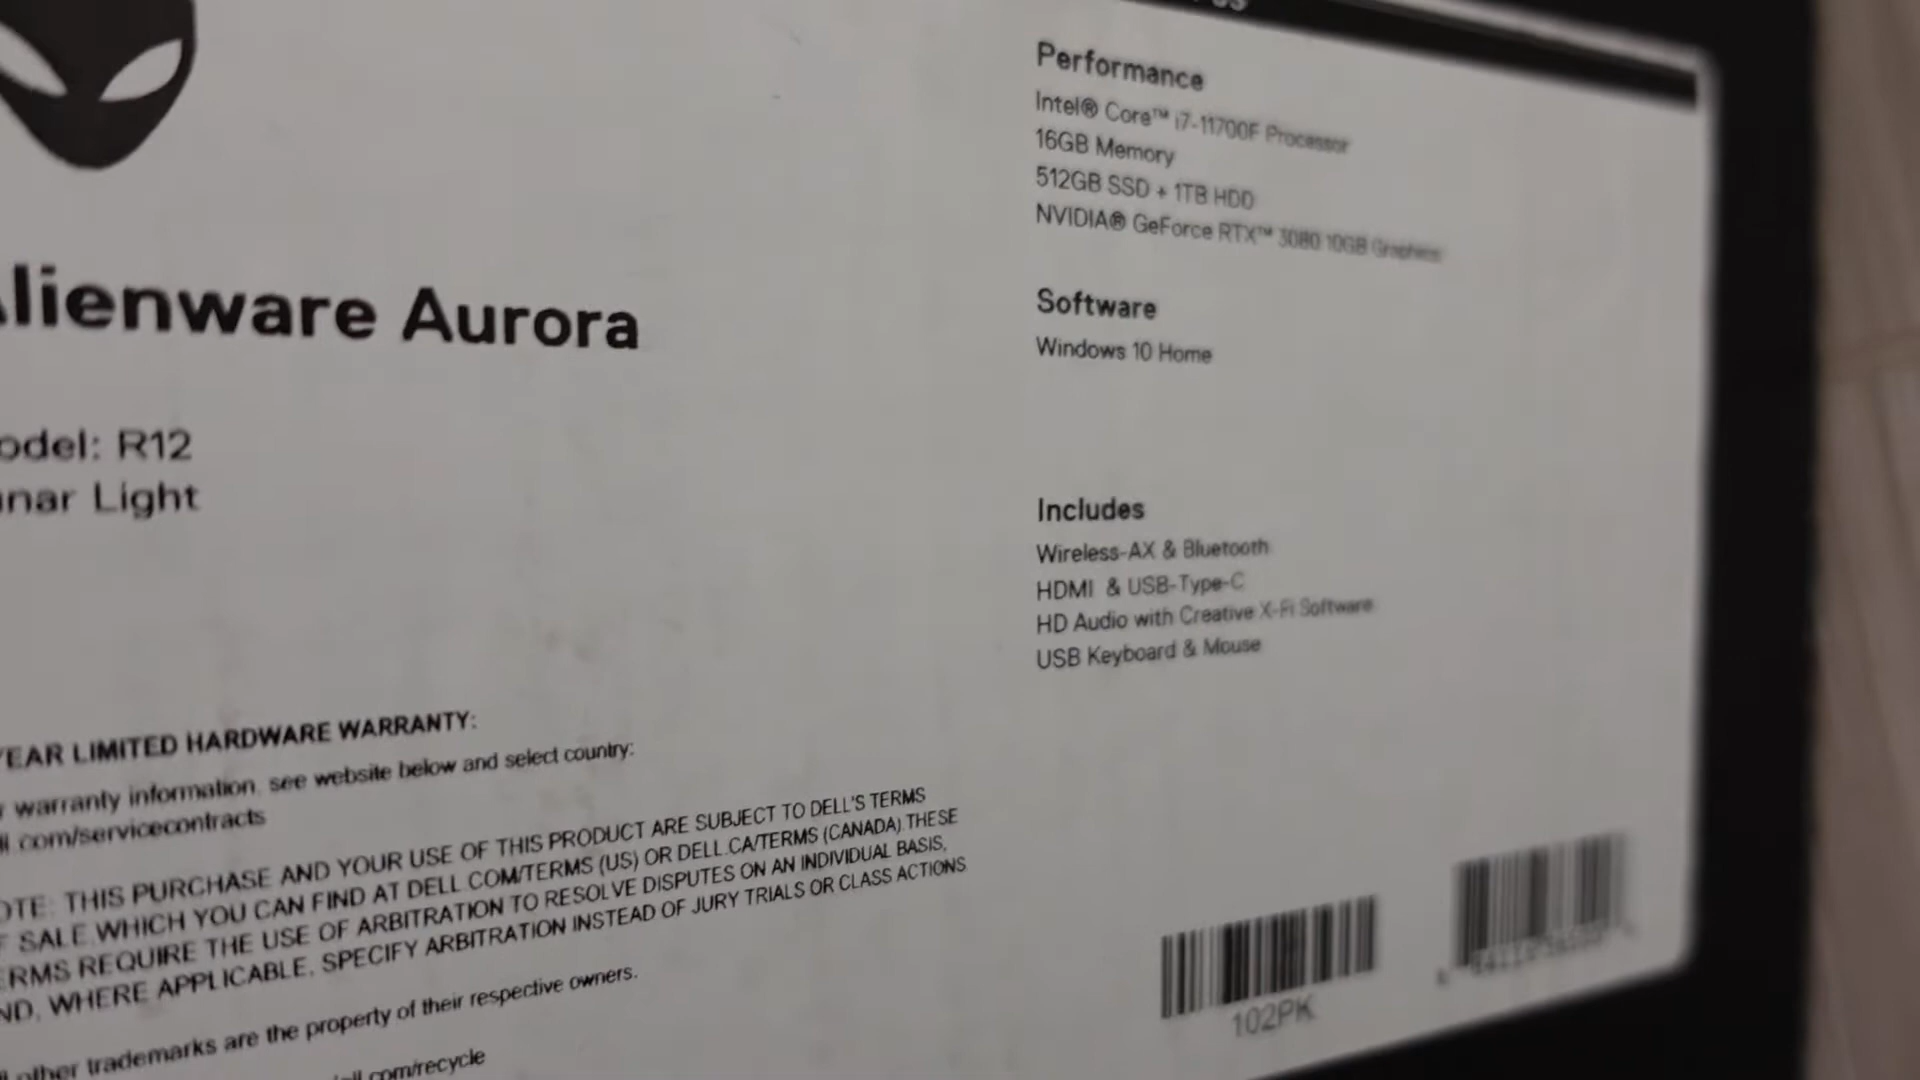 Performance
Intel® Core™ i7-11700F Processor
16GB Memory
512GB SSD + 1TB HDD
NVIDIA® GeForce RTX™ 3080 10GB Graphics
Software
Windows 10 Home
Includes
Wireless-AX & Bluetooth
HDMI & USB-Type-C
HD Audio with Creative X-Fi Software
USB Keyboard & Mouse
lienware Aurora
odel: R12
nar Light
YEAR LIMITED HARDWARE WARRANTY:
warranty information, see website below and select country:
ll.com/servicecontracts
OTE: THIS PURCHASE AND YOUR USE OF THIS PRODUCT ARE SUBJECT TO DELL'S TERMS
F SALE WHICH YOU CAN FIND AT DELL.COM/TERMS (US) OR DELL.CA/TERMS (CANADA).THESE
ERMS REQUIRE THE USE OF ARBITRATION TO RESOLVE DISPUTES ON AN INDIVIDUAL BASIS,
ND, WHERE APPLICABLE, SPECIFY ARBITRATION INSTEAD OF JURY TRIALS OR CLASS ACTIONS
other trademarks are the property of their respective owners.
ell.com/recycle
102PK